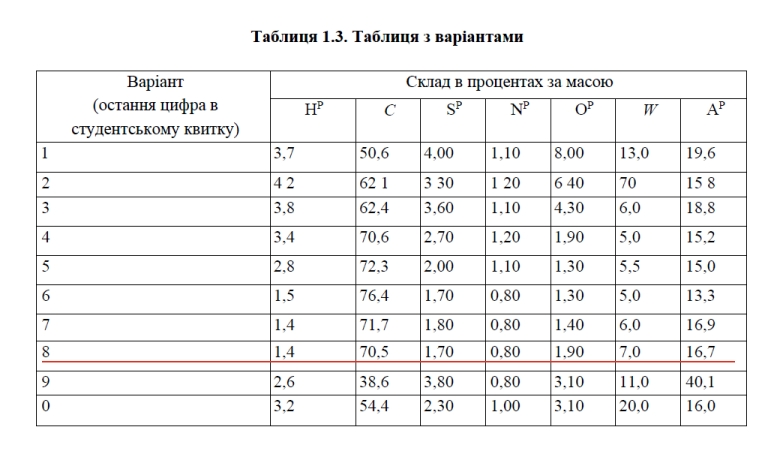 Таблиця 1.3. Таблиця з варіантами
Варіант
(остання цифра в
студентському квитку)
Склад в процентах за масою
Hᴾ C Sᴾ Nᴾ Oᴾ W Aᴾ
1 3,7 50,6 4,00 1,10 8,00 13,0 19,6
2 4 2 62 1 3 30 1 20 6 40 70 15 8
3 3,8 62,4 3,60 1,10 4,30 6,0 18,8
4 3,4 70,6 2,70 1,20 1,90 5,0 15,2
5 2,8 72,3 2,00 1,10 1,30 5,5 15,0
6 1,5 76,4 1,70 0,80 1,30 5,0 13,3
7 1,4 71,7 1,80 0,80 1,40 6,0 16,9
8 1,4 70,5 1,70 0,80 1,90 7,0 16,7
9 2,6 38,6 3,80 0,80 3,10 11,0 40,1
0 3,2 54,4 2,30 1,00 3,10 20,0 16,0